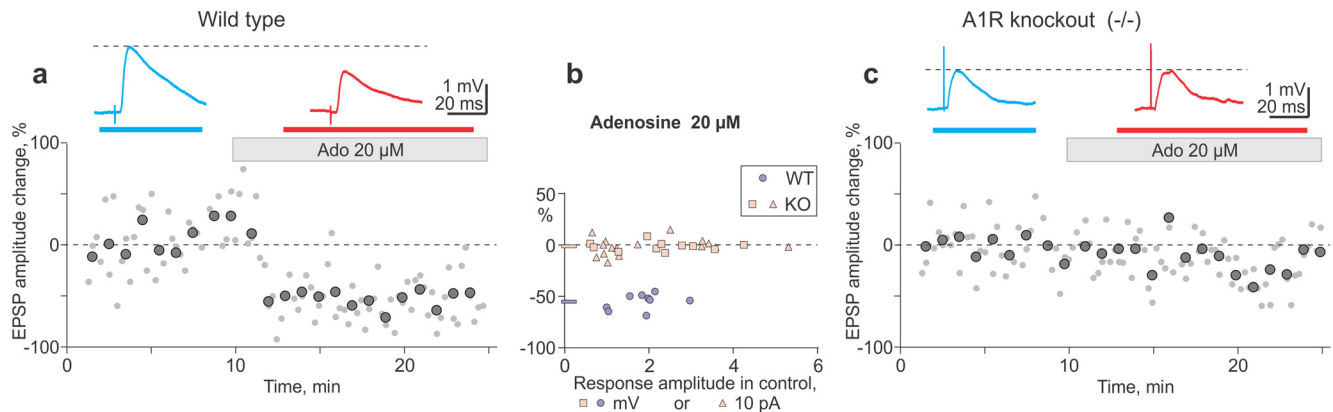 Wild type
a
1 mV
20 ms
Ado 20 µM
EPSP amplitude change, %
100
0
-100
0
10
20
Time, min
b
Adenosine 20 µM
WT
KO
50
%
0
-50
-100
0
2
4
6
Response amplitude in control,
mV or 10 pA
A1R knockout (-/-)
c
1 mV
20 ms
Ado 20 µM
EPSP amplitude change, %
100
0
-100
0
10
20
Time, min